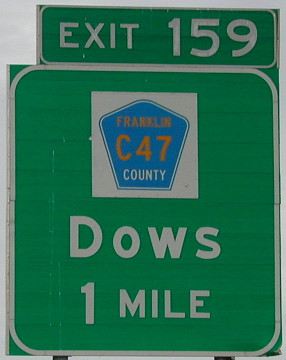 EXIT 159
FRANKLIN
C47
COUNTY
DOWS
1 MILE